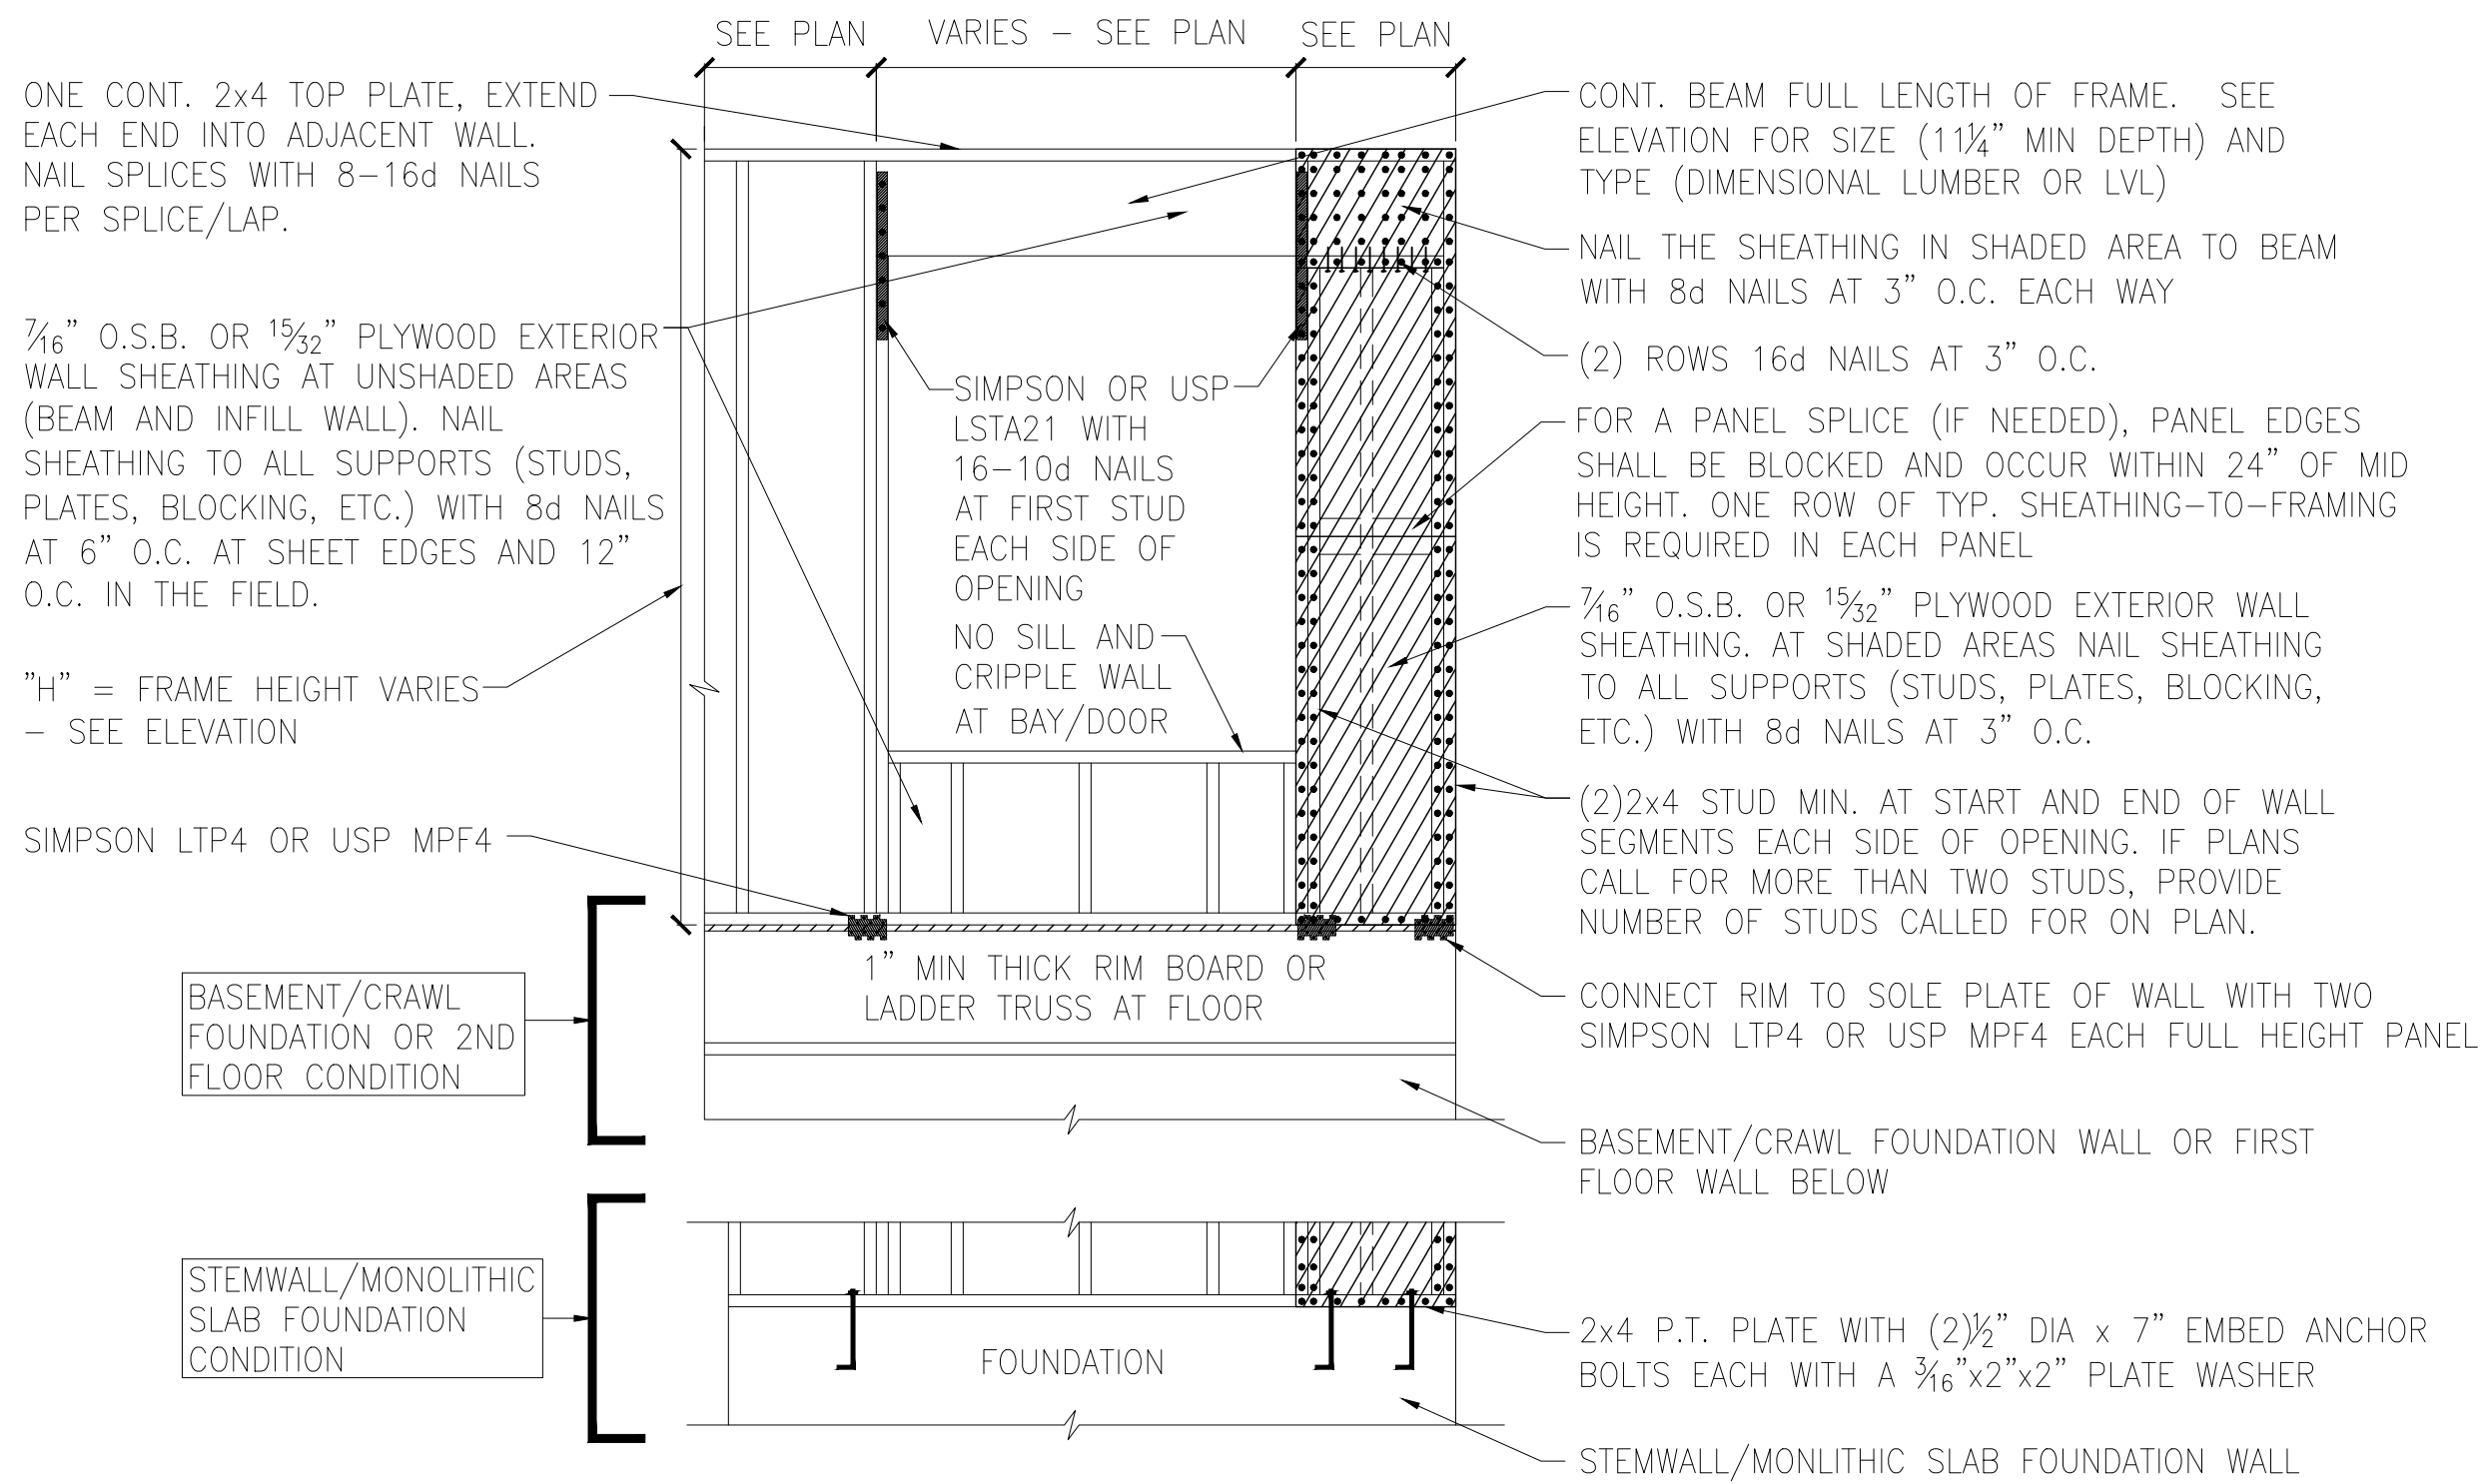 SEE PLAN
VARIES – SEE PLAN
SEE PLAN
ONE CONT. 2x4 TOP PLATE, EXTEND
EACH END INTO ADJACENT WALL.
NAIL SPLICES WITH 8–16d NAILS
PER SPLICE/LAP.
7/16" O.S.B. OR 15/32" PLYWOOD EXTERIOR
WALL SHEATHING AT UNSHADED AREAS
(BEAM AND INFILL WALL). NAIL
SHEATHING TO ALL SUPPORTS (STUDS,
PLATES, BLOCKING, ETC.) WITH 8d NAILS
AT 6" O.C. AT SHEET EDGES AND 12"
O.C. IN THE FIELD.
"H" = FRAME HEIGHT VARIES
– SEE ELEVATION
SIMPSON LTP4 OR USP MPF4
BASEMENT/CRAWL
FOUNDATION OR 2ND
FLOOR CONDITION
STEMWALL/MONOLITHIC
SLAB FOUNDATION
CONDITION
SIMPSON OR USP
LSTA21 WITH
16–10d NAILS
AT FIRST STUD
EACH SIDE OF
OPENING
NO SILL AND
CRIPPLE WALL
AT BAY/DOOR
1" MIN THICK RIM BOARD OR
LADDER TRUSS AT FLOOR
FOUNDATION
CONT. BEAM FULL LENGTH OF FRAME. SEE
ELEVATION FOR SIZE (11¼" MIN DEPTH) AND
TYPE (DIMENSIONAL LUMBER OR LVL)
NAIL THE SHEATHING IN SHADED AREA TO BEAM
WITH 8d NAILS AT 3" O.C. EACH WAY
(2) ROWS 16d NAILS AT 3" O.C.
FOR A PANEL SPLICE (IF NEEDED), PANEL EDGES
SHALL BE BLOCKED AND OCCUR WITHIN 24" OF MID
HEIGHT. ONE ROW OF TYP. SHEATHING–TO–FRAMING
IS REQUIRED IN EACH PANEL
7/16" O.S.B. OR 15/32" PLYWOOD EXTERIOR WALL
SHEATHING. AT SHADED AREAS NAIL SHEATHING
TO ALL SUPPORTS (STUDS, PLATES, BLOCKING,
ETC.) WITH 8d NAILS AT 3" O.C.
(2)2x4 STUD MIN. AT START AND END OF WALL
SEGMENTS EACH SIDE OF OPENING. IF PLANS
CALL FOR MORE THAN TWO STUDS, PROVIDE
NUMBER OF STUDS CALLED FOR ON PLAN.
CONNECT RIM TO SOLE PLATE OF WALL WITH TWO
SIMPSON LTP4 OR USP MPF4 EACH FULL HEIGHT PANEL
BASEMENT/CRAWL FOUNDATION WALL OR FIRST
FLOOR WALL BELOW
2x4 P.T. PLATE WITH (2)½" DIA x 7" EMBED ANCHOR
BOLTS EACH WITH A 3/16"x2"x2" PLATE WASHER
STEMWALL/MONLITHIC SLAB FOUNDATION WALL